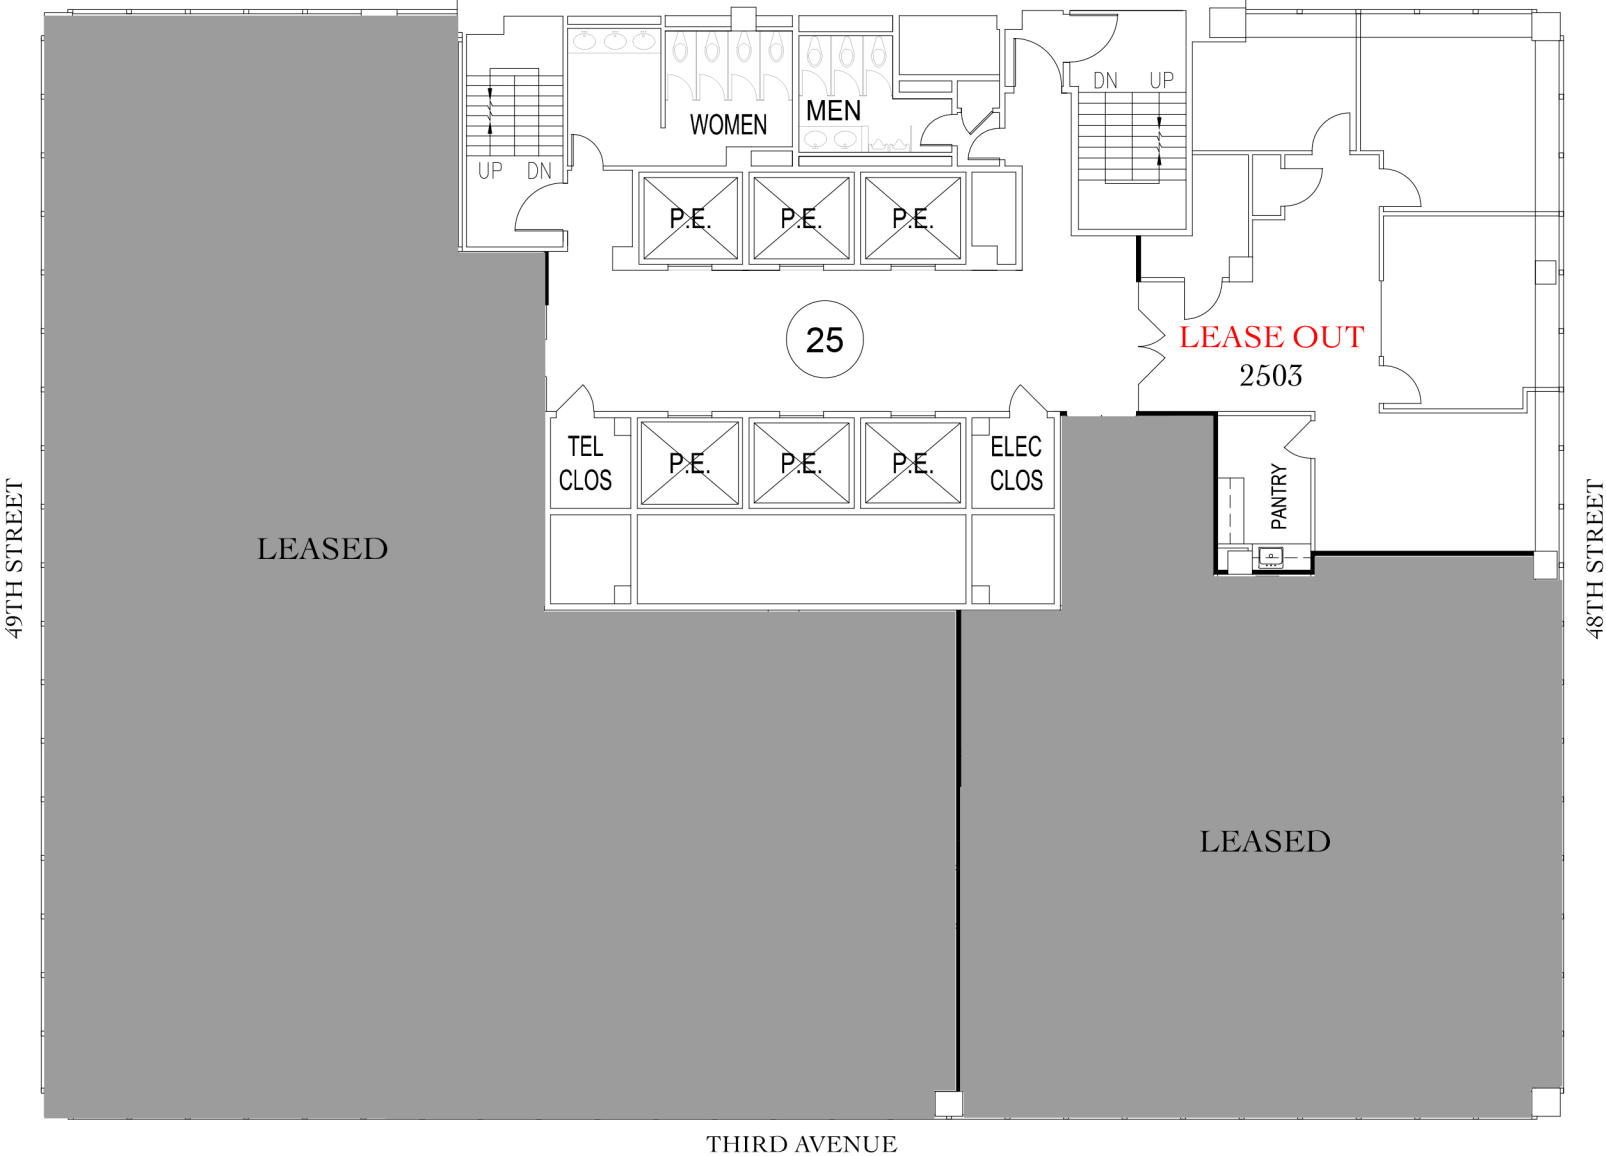 DN UP
MEN
WOMEN
UP DN
P.E. P.E. P.E.
25
LEASE OUT
2503
TEL
CLOS
P.E. P.E. P.E.
ELEC
CLOS
PANTRY
49TH STREET
48TH STREET
LEASED
LEASED
THIRD AVENUE